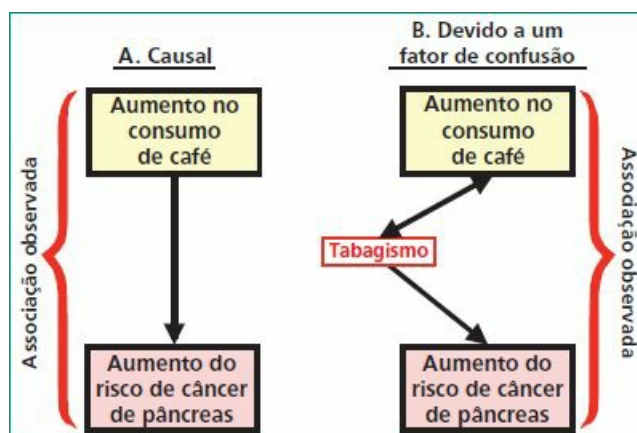 A. Causal
Aumento no
consumo
de café
Associação observada
Aumento do
risco de câncer
de pâncreas
B. Devido a um
fator de confusão
Aumento no
consumo
de café
Tabagismo
Associação observada
Aumento do
risco de câncer
de pâncreas